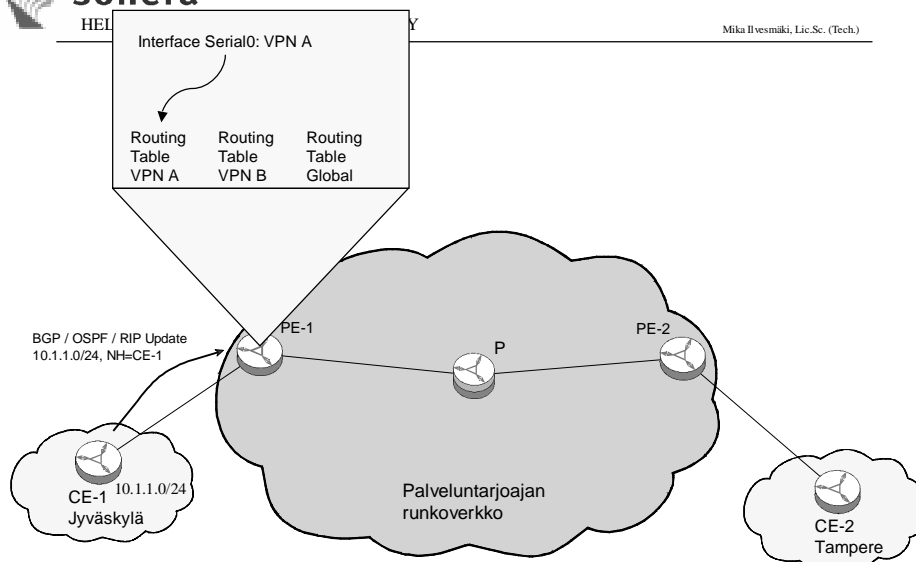 sonera
HEL
Y
Mika Ilvesmäki, Lic.Sc. (Tech.)
Interface Serial0: VPN A
Routing
Table
VPN A
Routing
Table
VPN B
Routing
Table
Global
PE-1
PE-2
P
BGP / OSPF / RIP Update
10.1.1.0/24, NH=CE-1
CE-1
10.1.1.0/24
Jyväskylä
Palveluntarjoajan
runkoverkko
CE-2
Tampere